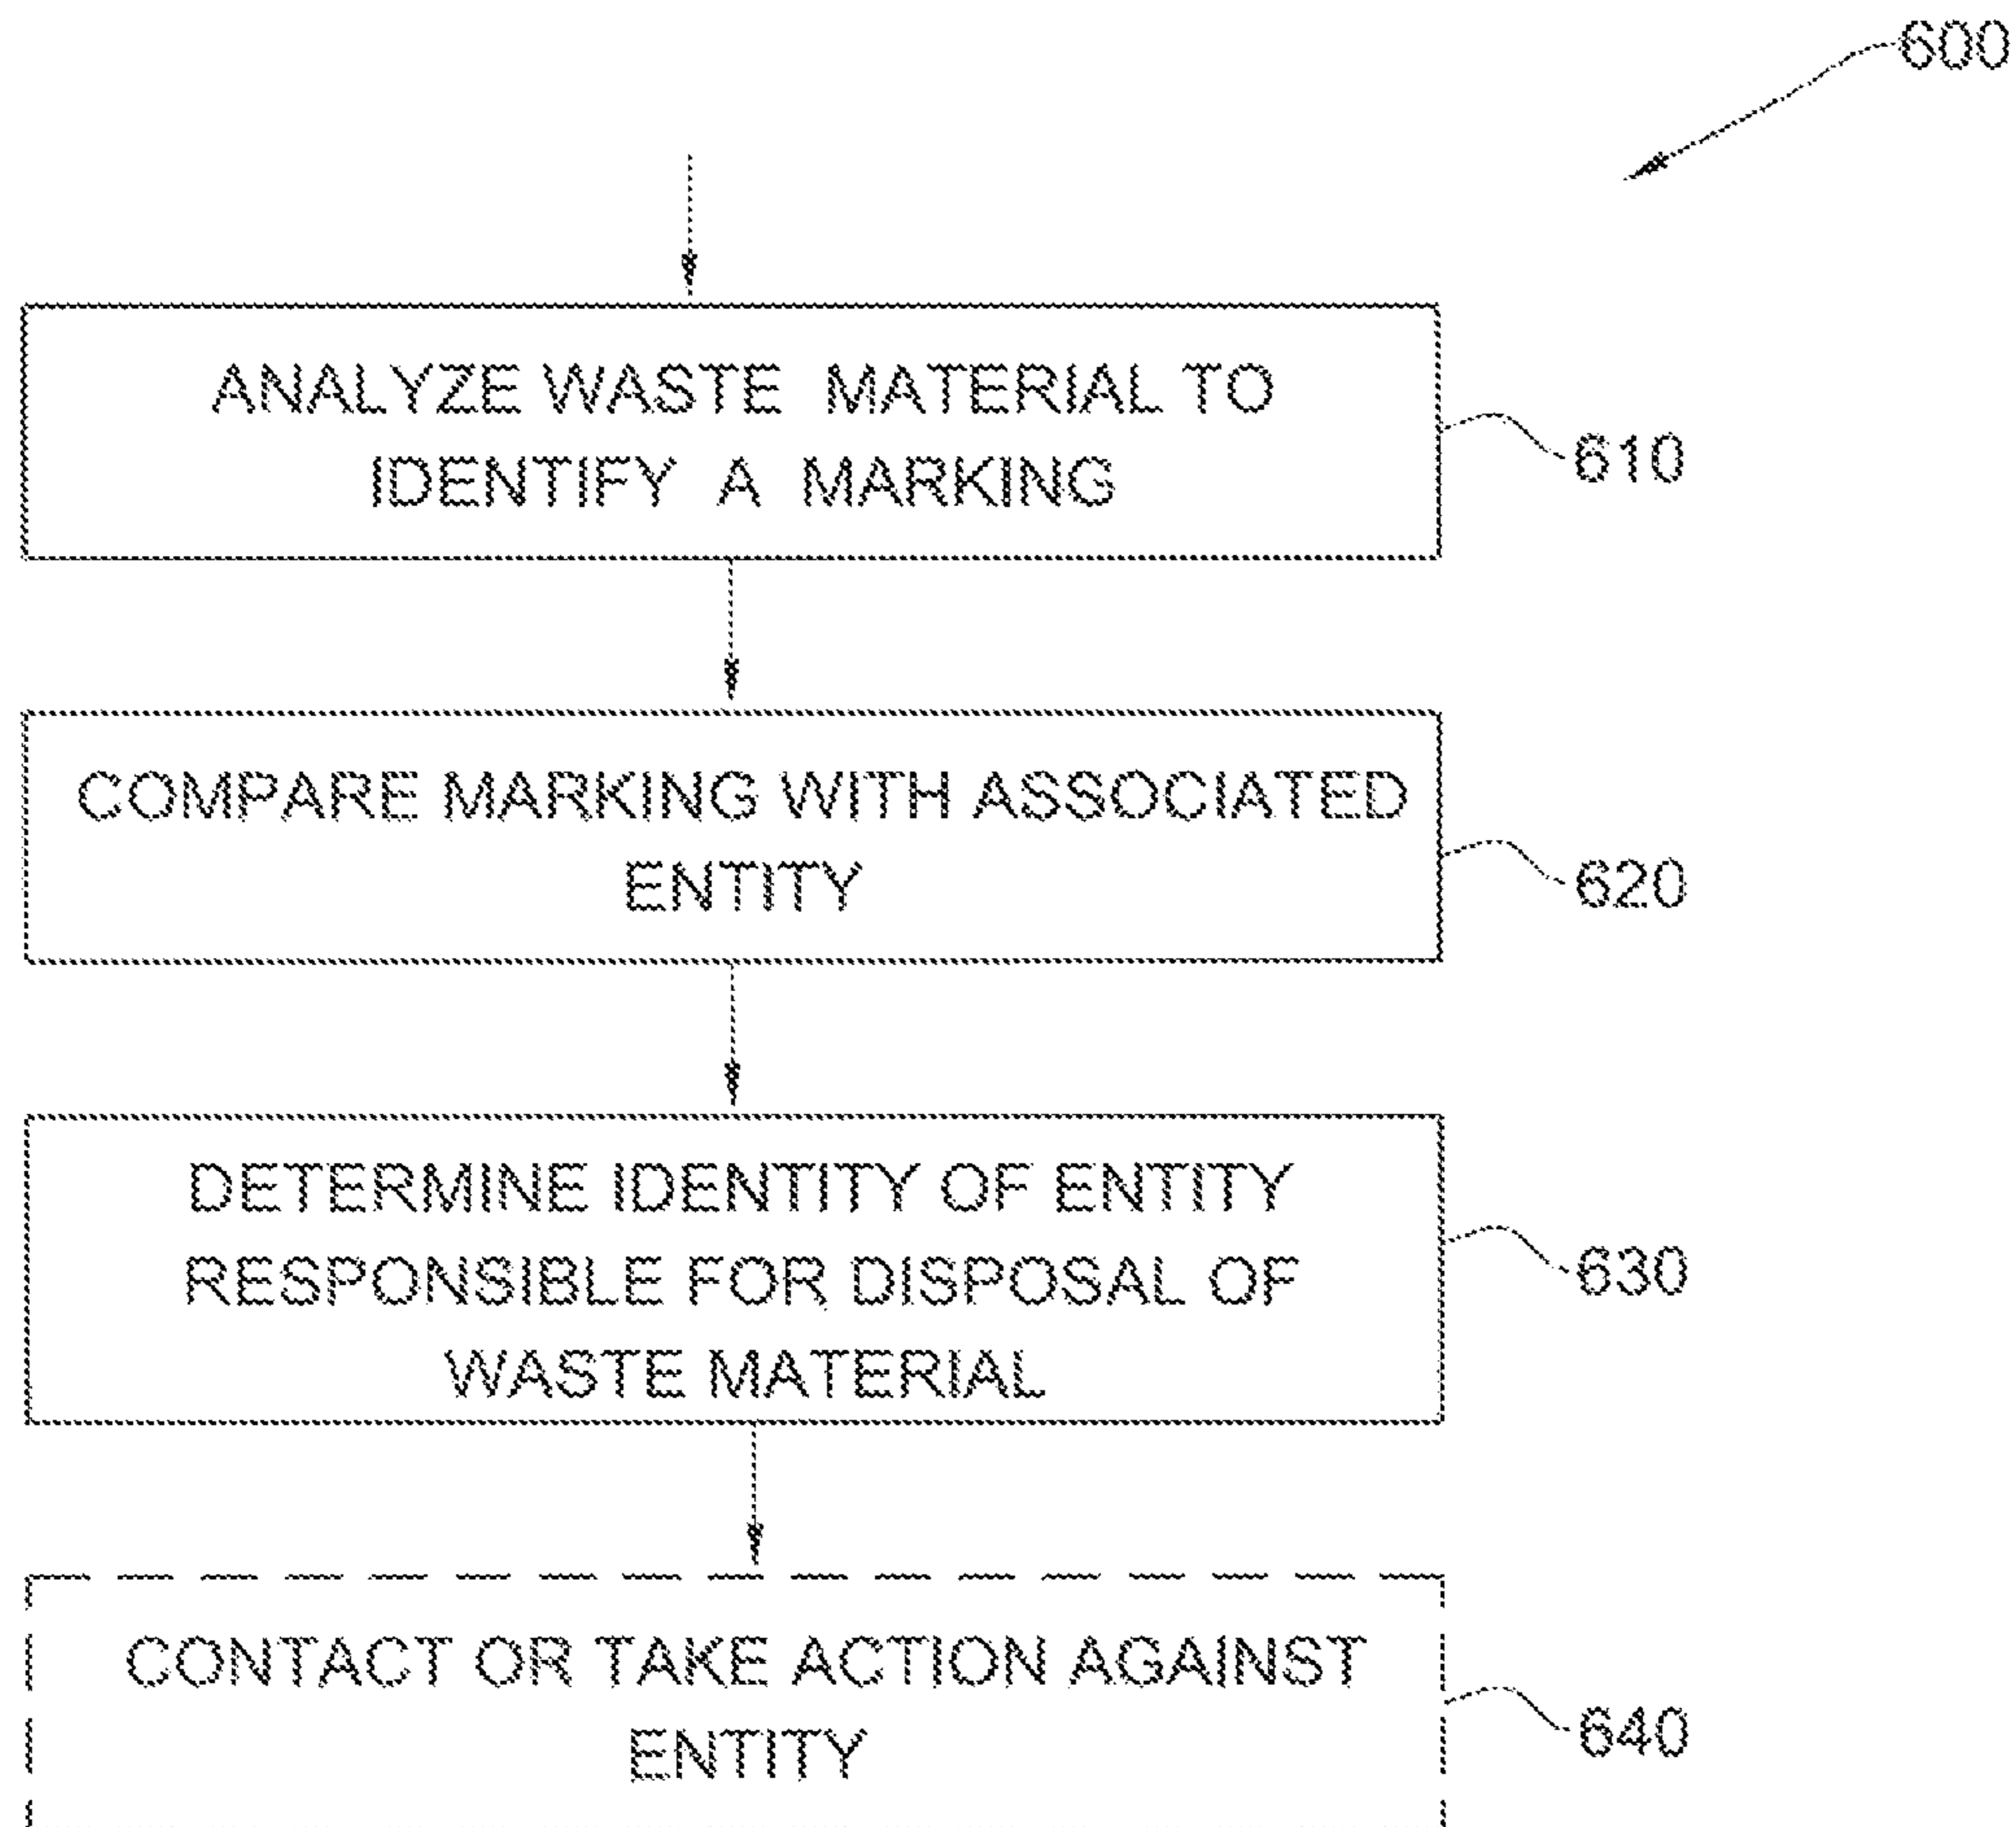 600
ANALYZE WASTE MATERIAL TO
IDENTIFY A MARKING
610
COMPARE MARKING WITH ASSOCIATED
ENTITY
620
DETERMINE IDENTITY OF ENTITY
RESPONSIBLE FOR DISPOSAL OF
WASTE MATERIAL
630
CONTACT OR TAKE ACTION AGAINST
ENTITY
640